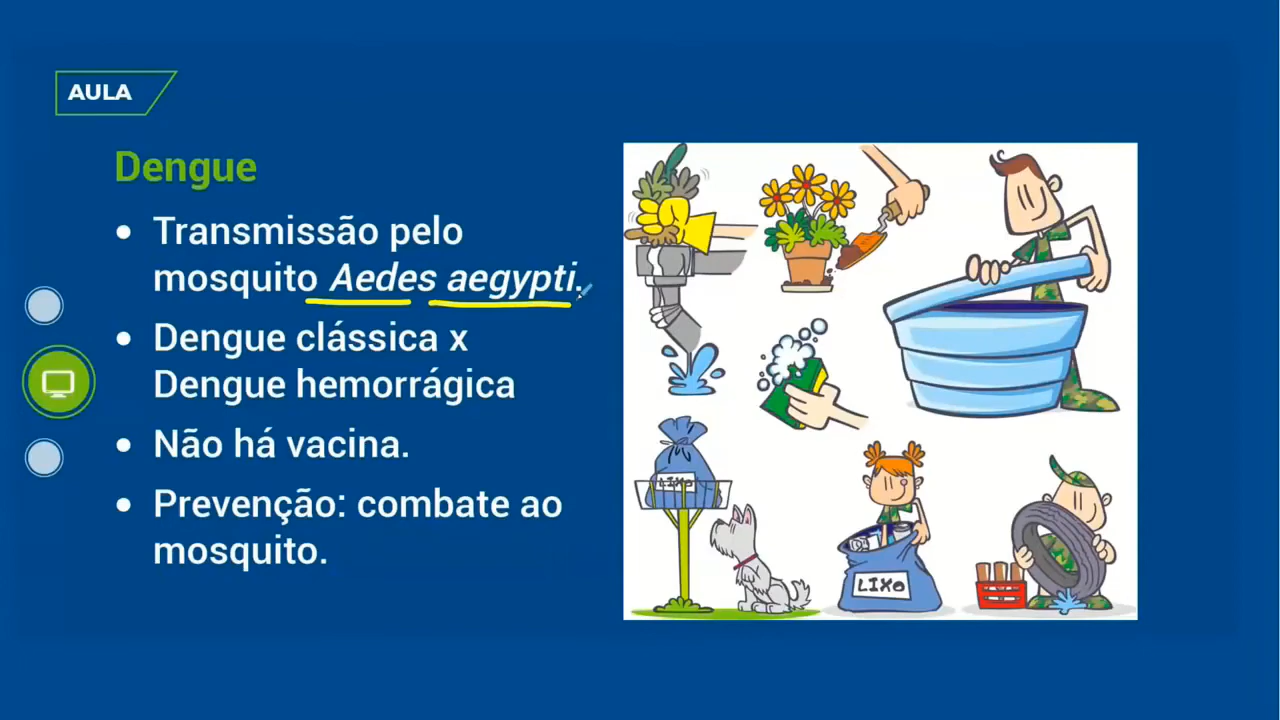 AULA
Dengue
• Transmissão pelo
mosquito Aedes aegypti.
• Dengue clássica x
Dengue hemorrágica
• Não há vacina.
• Prevenção: combate ao
mosquito.
LIXO
LIXO